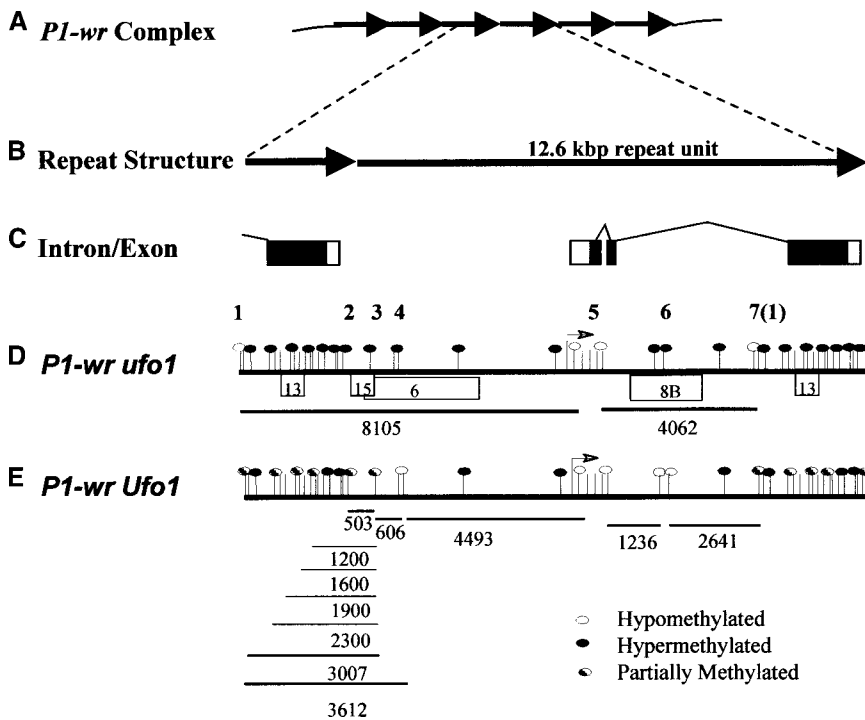 A P1-wr Complex
B Repeat Structure
12.6 kbp repeat unit
C Intron/Exon
1 2 3 4 5 6 7(1)
D P1-wr ufo1
13 15 6 8B 13
8105 4062
E P1-wr Ufo1
503 606 4493 1236 2641
1200
1600
1900
2300
3007
3612
Hypomethylated
Hypermethylated
Partially Methylated